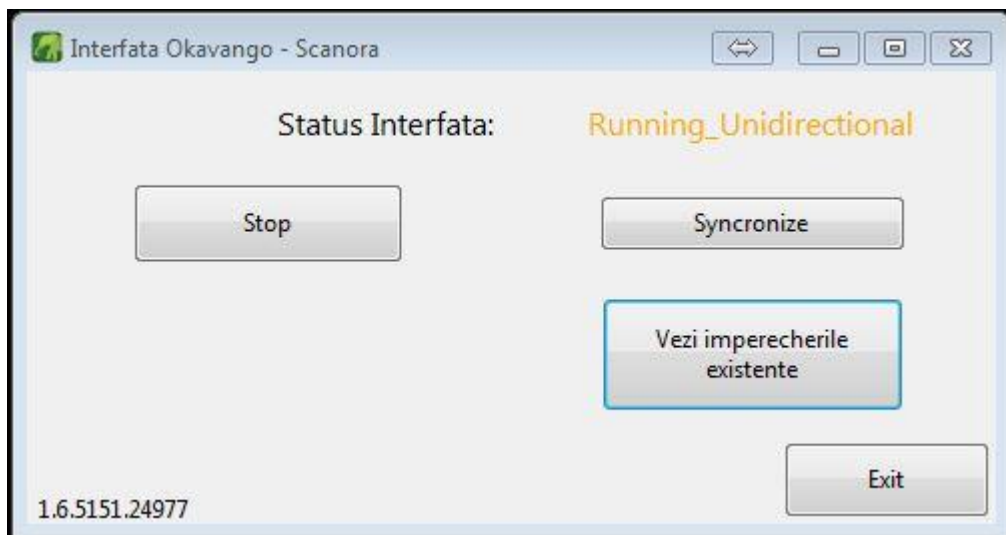 Interfata Okavango - Scanora
Status Interfata: Running_Unidirectional
Stop
Syncronize
Vezi imperecherile
existente
Exit
1.6.5151.24977